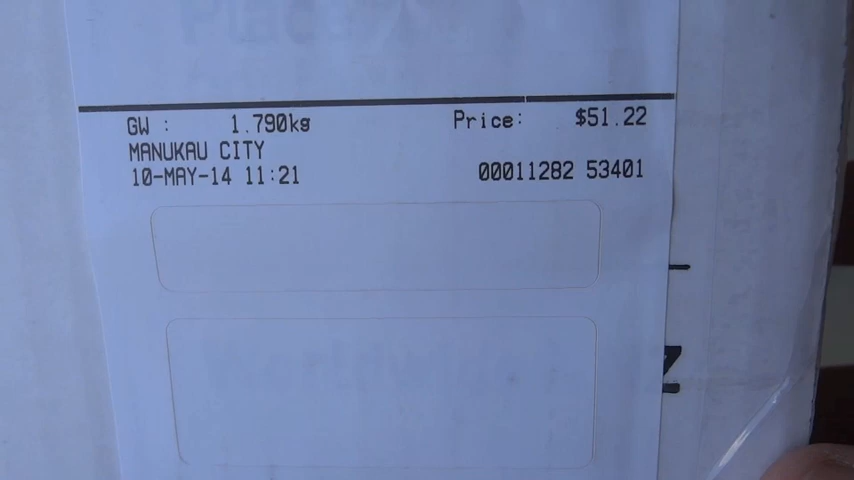 GW : 1.790kg Price: $51.22
MANUKAU CITY
10-MAY-14 11:21 00011282 53401